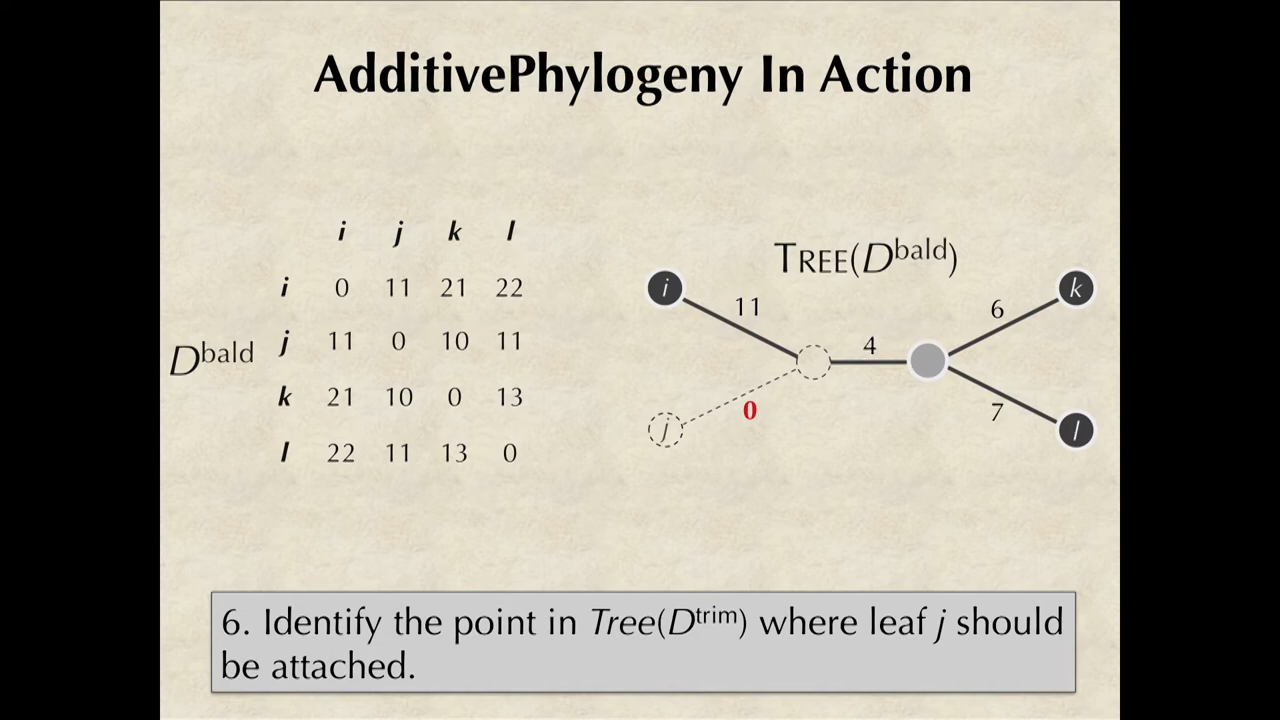 AdditivePhylogeny In Action
i j k l
i 0 11 21 22
j 11 0 10 11
k 21 10 0 13
l 22 11 13 0
Dbald
TREE(Dbald)
i 11 6 k
4
j 0 7 l
6. Identify the point in Tree(Dtrim) where leaf j should
be attached.